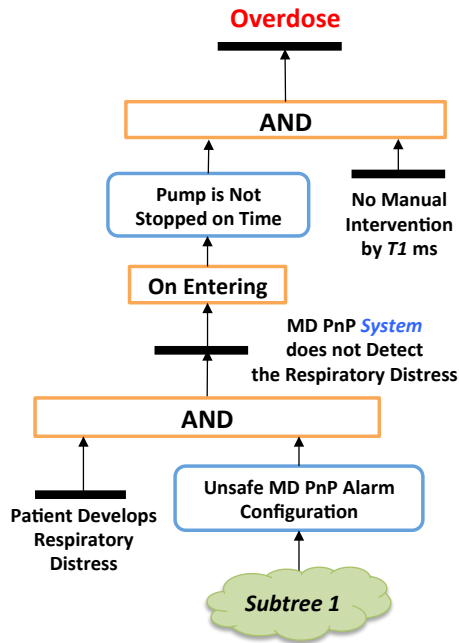 Overdose
AND
Pump is Not
Stopped on Time
No Manual
Intervention
by T1 ms
On Entering
MD PnP System
does not Detect
the Respiratory Distress
AND
Unsafe MD PnP Alarm
Configuration
Patient Develops
Respiratory
Distress
Subtree 1